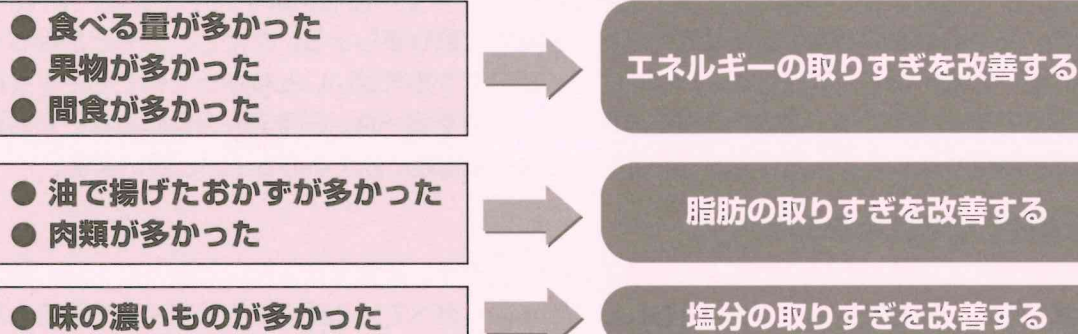 ● 食べる量が多かった
● 果物が多かった
● 間食が多かった
エネルギーの取りすぎを改善する
● 油で揚げたおかずが多かった
● 肉類が多かった
脂肪の取りすぎを改善する
● 味の濃いものが多かった
塩分の取りすぎを改善する